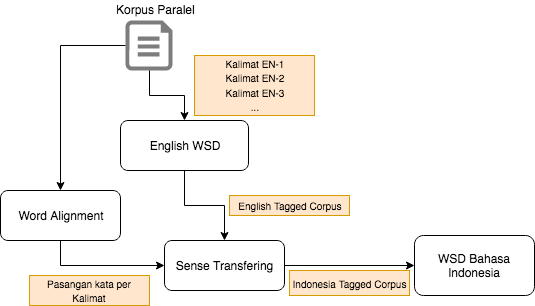 Korpus Paralel
Kalimat EN-1
Kalimat EN-2
Kalimat EN-3
...
English WSD
English Tagged Corpus
Word Alignment
Sense Transfering
WSD Bahasa
Indonesia
Pasangan kata per
Kalimat
Indonesia Tagged Corpus